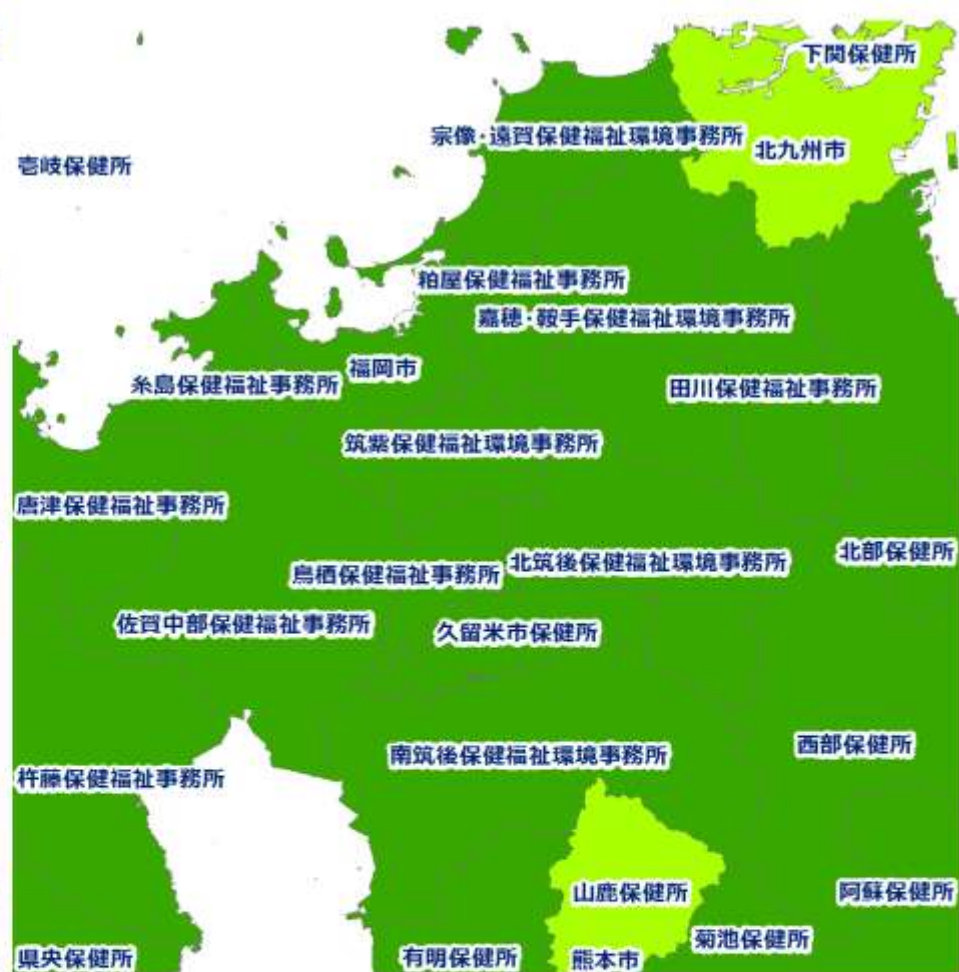 下関保健所
宗像・遠賀保健福祉環境事務所
北九州市
壱岐保健所
粕屋保健福祉事務所
嘉穂・鞍手保健福祉環境事務所
福岡市
糸島保健福祉事務所
田川保健福祉事務所
筑紫保健福祉環境事務所
唐津保健福祉事務所
北部保健所
北筑後保健福祉環境事務所
鳥栖保健福祉事務所
佐賀中部保健福祉事務所
久留米市保健所
西部保健所
南筑後保健福祉環境事務所
杵藤保健福祉事務所
山鹿保健所
阿蘇保健所
菊池保健所
県央保健所
有明保健所
熊本市